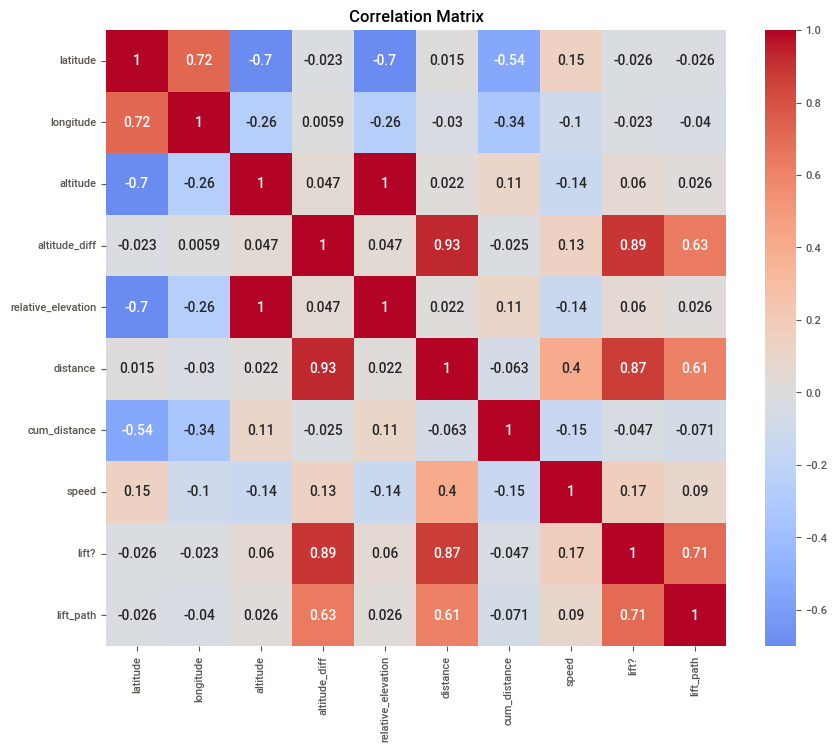 Correlation Matrix
latitude 1 0.72 -0.7 -0.023 -0.7 0.015 -0.54 0.15 -0.026 -0.026
longitude 0.72 1 -0.26 0.0059 -0.26 -0.03 -0.34 -0.1 -0.023 -0.04
altitude -0.7 -0.26 1 0.047 1 0.022 0.11 -0.14 0.06 0.026
altitude_diff -0.023 0.0059 0.047 1 0.047 0.93 -0.025 0.13 0.89 0.63
relative_elevation -0.7 -0.26 1 0.047 1 0.022 0.11 -0.14 0.06 0.026
distance 0.015 -0.03 0.022 0.93 0.022 1 -0.063 0.4 0.87 0.61
cum_distance -0.54 -0.34 0.11 -0.025 0.11 -0.063 1 -0.15 -0.047 -0.071
speed 0.15 -0.1 -0.14 0.13 -0.14 0.4 -0.15 1 0.17 0.09
lift? -0.026 -0.023 0.06 0.89 0.06 0.87 -0.047 0.17 1 0.71
lift_path -0.026 -0.04 0.026 0.63 0.026 0.61 -0.071 0.09 0.71 1
latitude
longitude
altitude
altitude_diff
relative_elevation
distance
cum_distance
speed
lift?
lift_path
1.0
0.8
0.6
0.4
0.2
0.0
-0.2
-0.4
-0.6